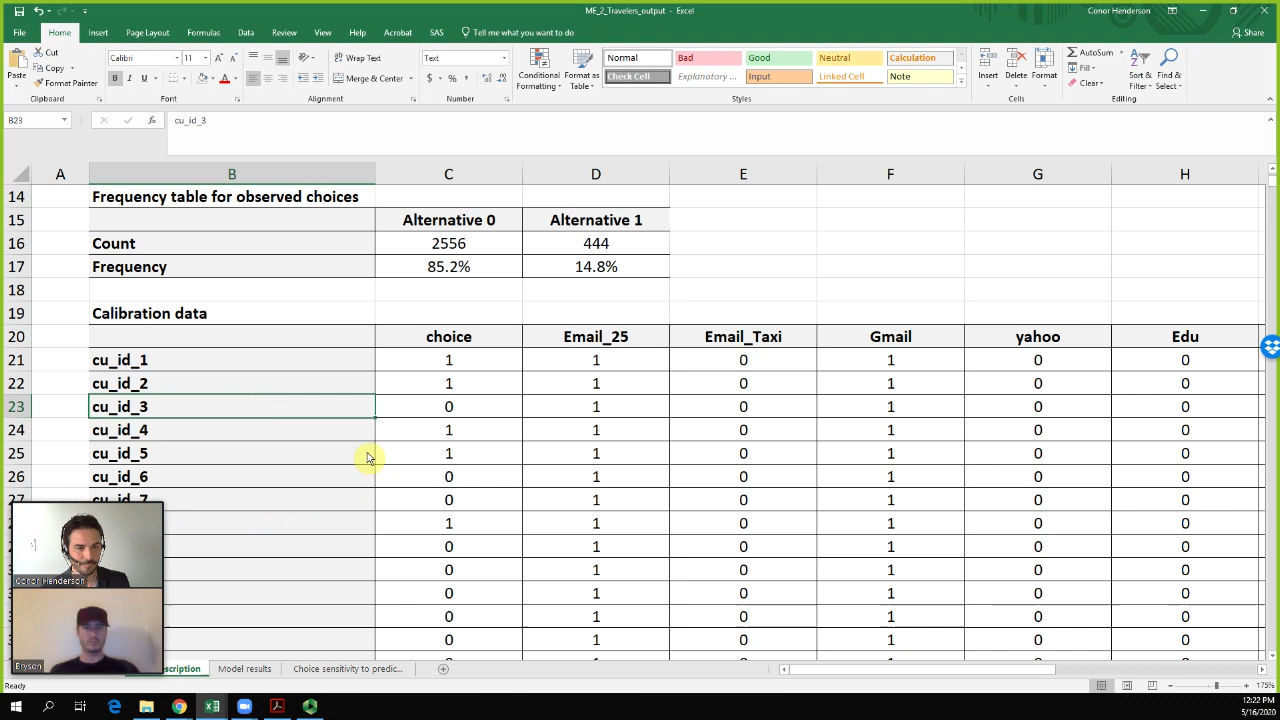 ME_2_Travelers_output - Excel
Conor Henderson
File Home Insert Page Layout Formulas Data Review View Help Acrobat SAS Tell me what you want to do Share
Paste Cut Copy Format Painter Clipboard
Calibri 11 B I U Font
Wrap Text Merge & Center Alignment
Text $ % , Number
Conditional Formatting Format as Table
Normal Bad Good Neutral Calculation
Check Cell Explanatory ... Input Linked Cell Note
Styles
Insert Delete Format Cells
AutoSum Fill Clear Sort & Filter Find & Select Editing
B23 fx cu_id_3
A B C D E F G H
14 Frequency table for observed choices
15 Alternative 0 Alternative 1
16 Count 2556 444
17 Frequency 85.2% 14.8%
18
19 Calibration data
20 choice Email_25 Email_Taxi Gmail yahoo Edu
21 cu_id_1 1 1 0 1 0 0
22 cu_id_2 1 1 0 1 0 0
23 cu_id_3 0 1 0 1 0 0
24 cu_id_4 1 1 0 1 0 0
25 cu_id_5 1 1 0 1 0 0
26 cu_id_6 0 1 0 1 0 0
27 cu_id_7 0 1 0 1 0 0
1 1 0 1 0 0
0 1 0 1 0 0
0 1 0 1 0 0
0 1 0 1 0 0
0 1 0 1 0 0
0 1 0 1 0 0
Conor Henderson
Bryson
scription Model results Choice sensitivity to predic...
Ready 175%
12:22 PM
5/16/2020